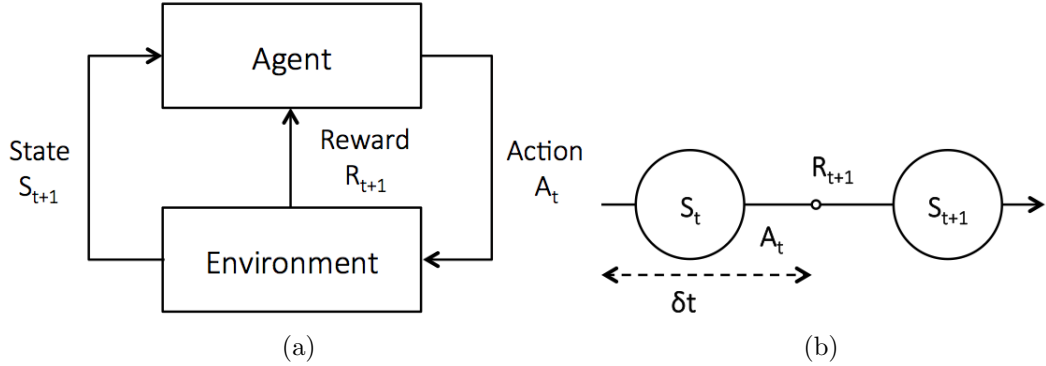 Agent
State
S_{t+1}
Reward
R_{t+1}
Action
A_t
Environment
(a)
R_{t+1}
S_t
S_{t+1}
A_t
δt
(b)